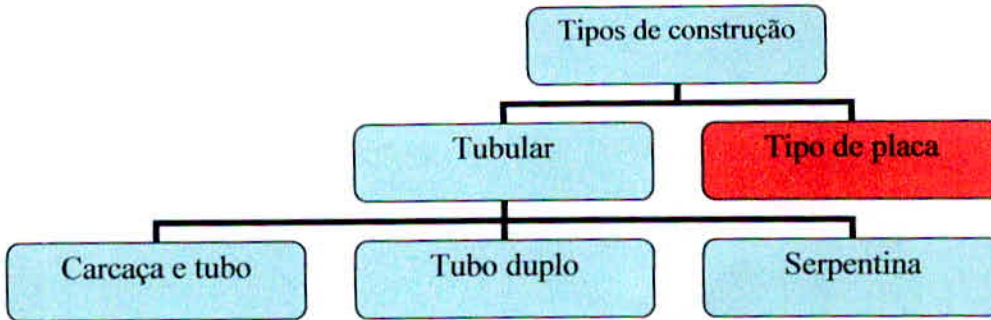 Tipos de construção
Tubular
Tipo de placa
Carcaça e tubo
Tubo duplo
Serpentina